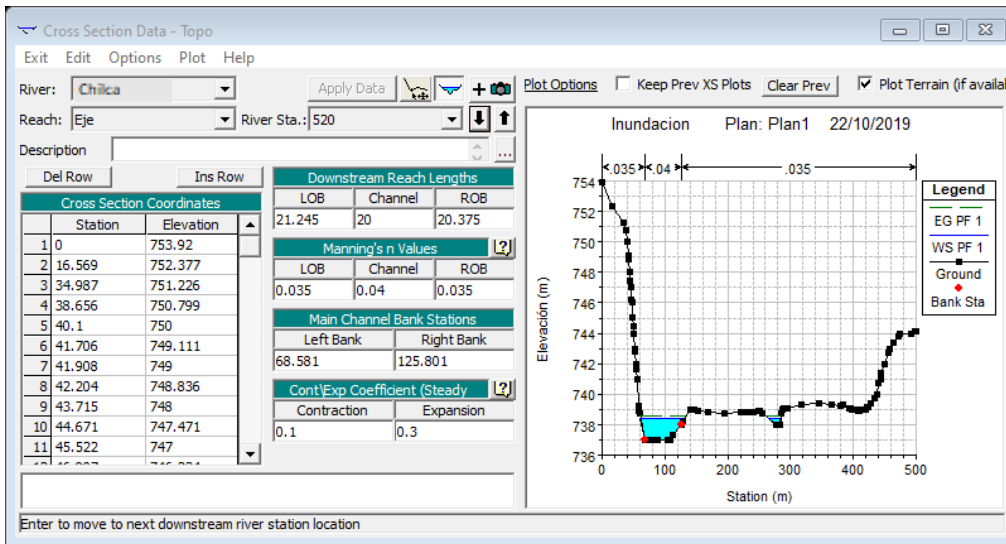 Cross Section Data - Topo
Exit Edit Options Plot Help
River: Chilca Apply Data Plot Options Keep Prev XS Plots Clear Prev Plot Terrain (if availal
Reach: Eje River Sta.: 520
Description ...
Del Row Ins Row
Cross Section Coordinates
Station Elevation
1 0 753.92
2 16.569 752.377
3 34.987 751.226
4 38.656 750.799
5 40.1 750
6 41.706 749.111
7 41.908 749
8 42.204 748.836
9 43.715 748
10 44.671 747.471
11 45.522 747
Downstream Reach Lengths
LOB Channel ROB
21.245 20 20.375
Manning's n Values
LOB Channel ROB
0.035 0.04 0.035
Main Channel Bank Stations
Left Bank Right Bank
68.581 125.801
Cont\Exp Coefficient (Steady
Contraction Expansion
0.1 0.3
Inundacion Plan: Plan1 22/10/2019
.035 .04 .035
754
752
750
748
746
744
742
740
738
736
Elevación (m)
0 100 200 300 400 500
Station (m)
Legend
EG PF 1
WS PF 1
Ground
Bank Sta
Enter to move to next downstream river station location